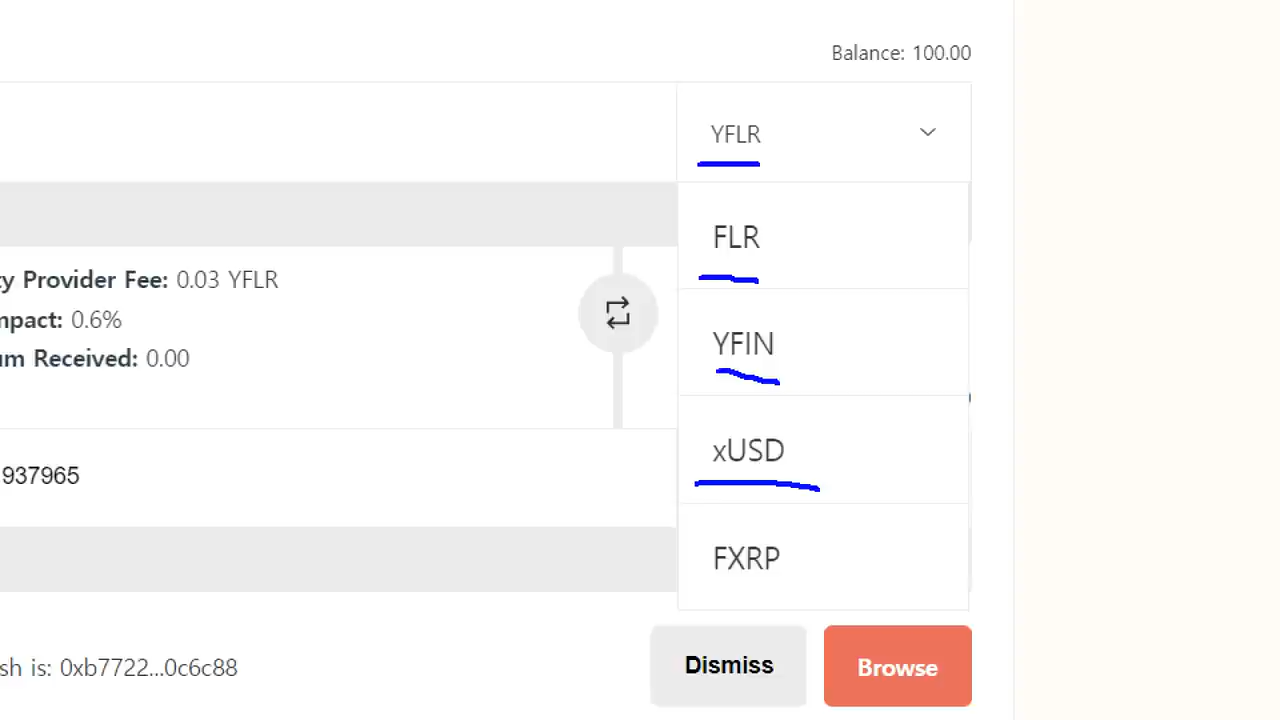 Balance: 100.00
YFLR
FLR
y Provider Fee: 0.03 YFLR
mpact: 0.6%
YFIN
um Received: 0.00
xUSD
937965
FXRP
sh is: 0xb7722...0c6c88
Dismiss
Browse